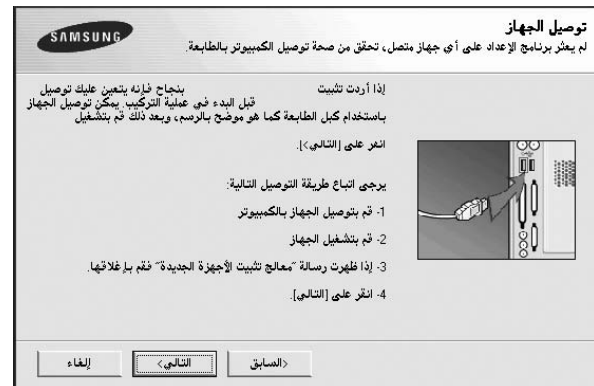 توصيل الجهاز
SAMSUNG
لم يعثر برنامج الإعداد على أي جهاز متصل، تحقق من صحة توصيل الكمبيوتر بالطابعة.
إذا أردت تثبيت بنجاح فإنه يتعين عليك توصيل
قبل البدء في عملية التركيب. يمكن توصيل الجهاز
باستخدام كبل الطابعة كما هو موضح بالرسم، وبعد ذلك قم بتشغيل
انقر على [التالي>].
يرجى اتباع طريقة التوصيل التالية:
1- قم بتوصيل الجهاز بالكمبيوتر
2- قم بتشغيل الجهاز
3- إذا ظهرت رسالة "معالج تثبيت الأجهزة الجديدة" فقم بإغلاقها.
4- انقر على [التالي].
<السابق
التالي>
إلغاء